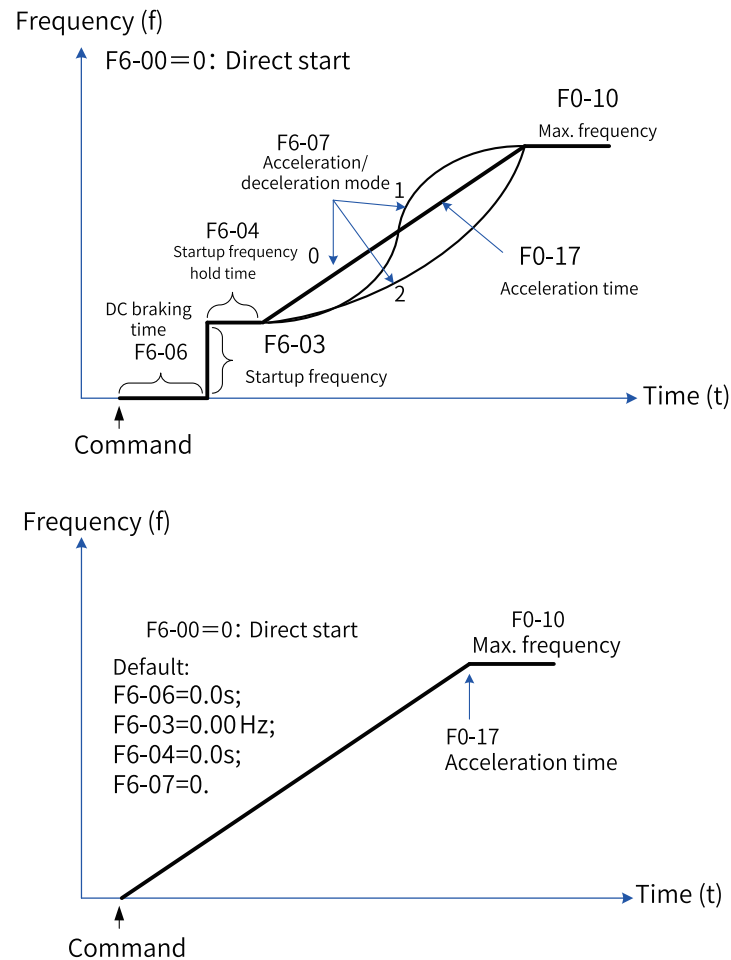 Frequency (f)
F6-00＝0：Direct start
F0-10
Max. frequency
F6-07
Acceleration/
deceleration mode
1
F6-04
Startup frequency
hold time
0
F0-17
Acceleration time
2
DC braking
time
F6-06
F6-03
Startup frequency
Time (t)
Command
Frequency (f)
F6-00＝0：Direct start
F0-10
Max. frequency
Default:
F6-06=0.0s;
F6-03=0.00Hz;
F6-04=0.0s;
F6-07=0.
F0-17
Acceleration time
Time (t)
Command